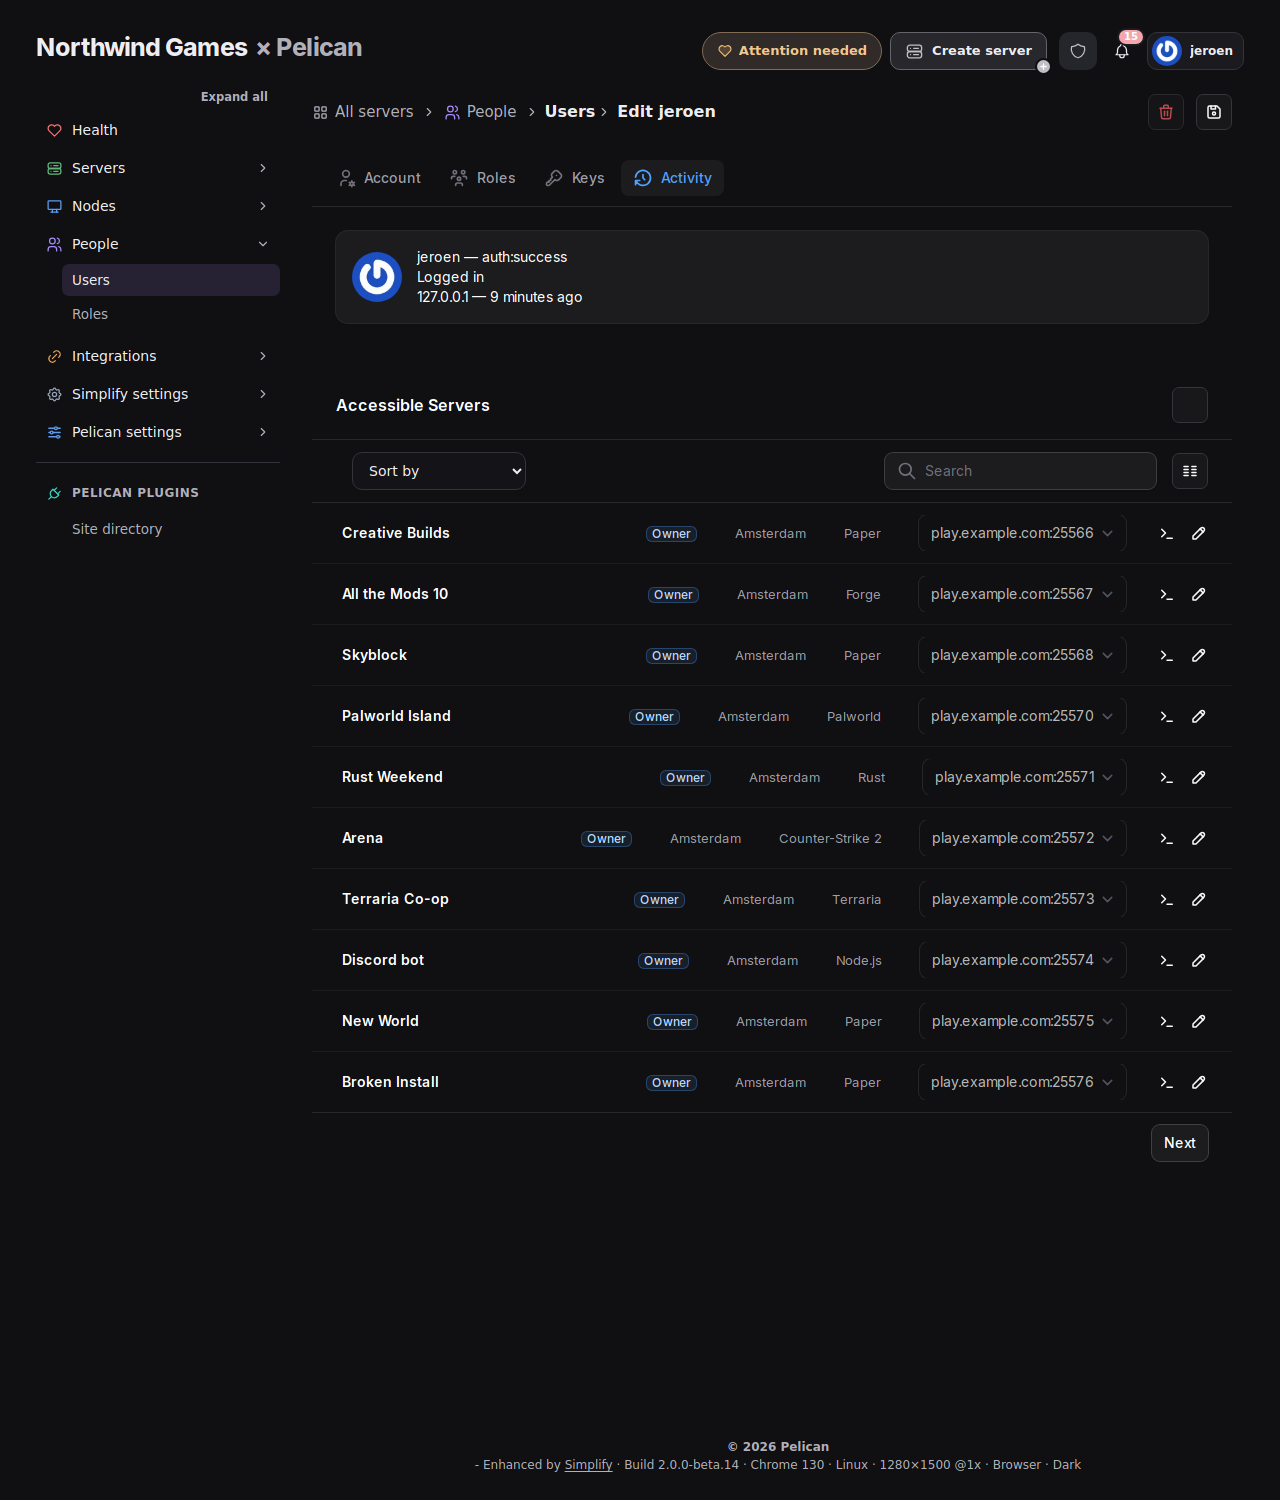 Northwind Games × Pelican
Attention needed
Create server
15
jeroen
Expand all
Health
Servers
Nodes
People
Users
Roles
Integrations
Simplify settings
Pelican settings
PELICAN PLUGINS
Site directory
All servers > People > Users > Edit jeroen
Account
Roles
Keys
Activity
jeroen — auth:success
Logged in
127.0.0.1 — 9 minutes ago
Accessible Servers
Sort by
Search
Creative Builds Owner Amsterdam Paper play.example.com:25566
All the Mods 10 Owner Amsterdam Forge play.example.com:25567
Skyblock Owner Amsterdam Paper play.example.com:25568
Palworld Island Owner Amsterdam Palworld play.example.com:25570
Rust Weekend Owner Amsterdam Rust play.example.com:25571
Arena Owner Amsterdam Counter-Strike 2 play.example.com:25572
Terraria Co-op Owner Amsterdam Terraria play.example.com:25573
Discord bot Owner Amsterdam Node.js play.example.com:25574
New World Owner Amsterdam Paper play.example.com:25575
Broken Install Owner Amsterdam Paper play.example.com:25576
Next
© 2026 Pelican
- Enhanced by Simplify · Build 2.0.0-beta.14 · Chrome 130 · Linux · 1280×1500 @1x · Browser · Dark